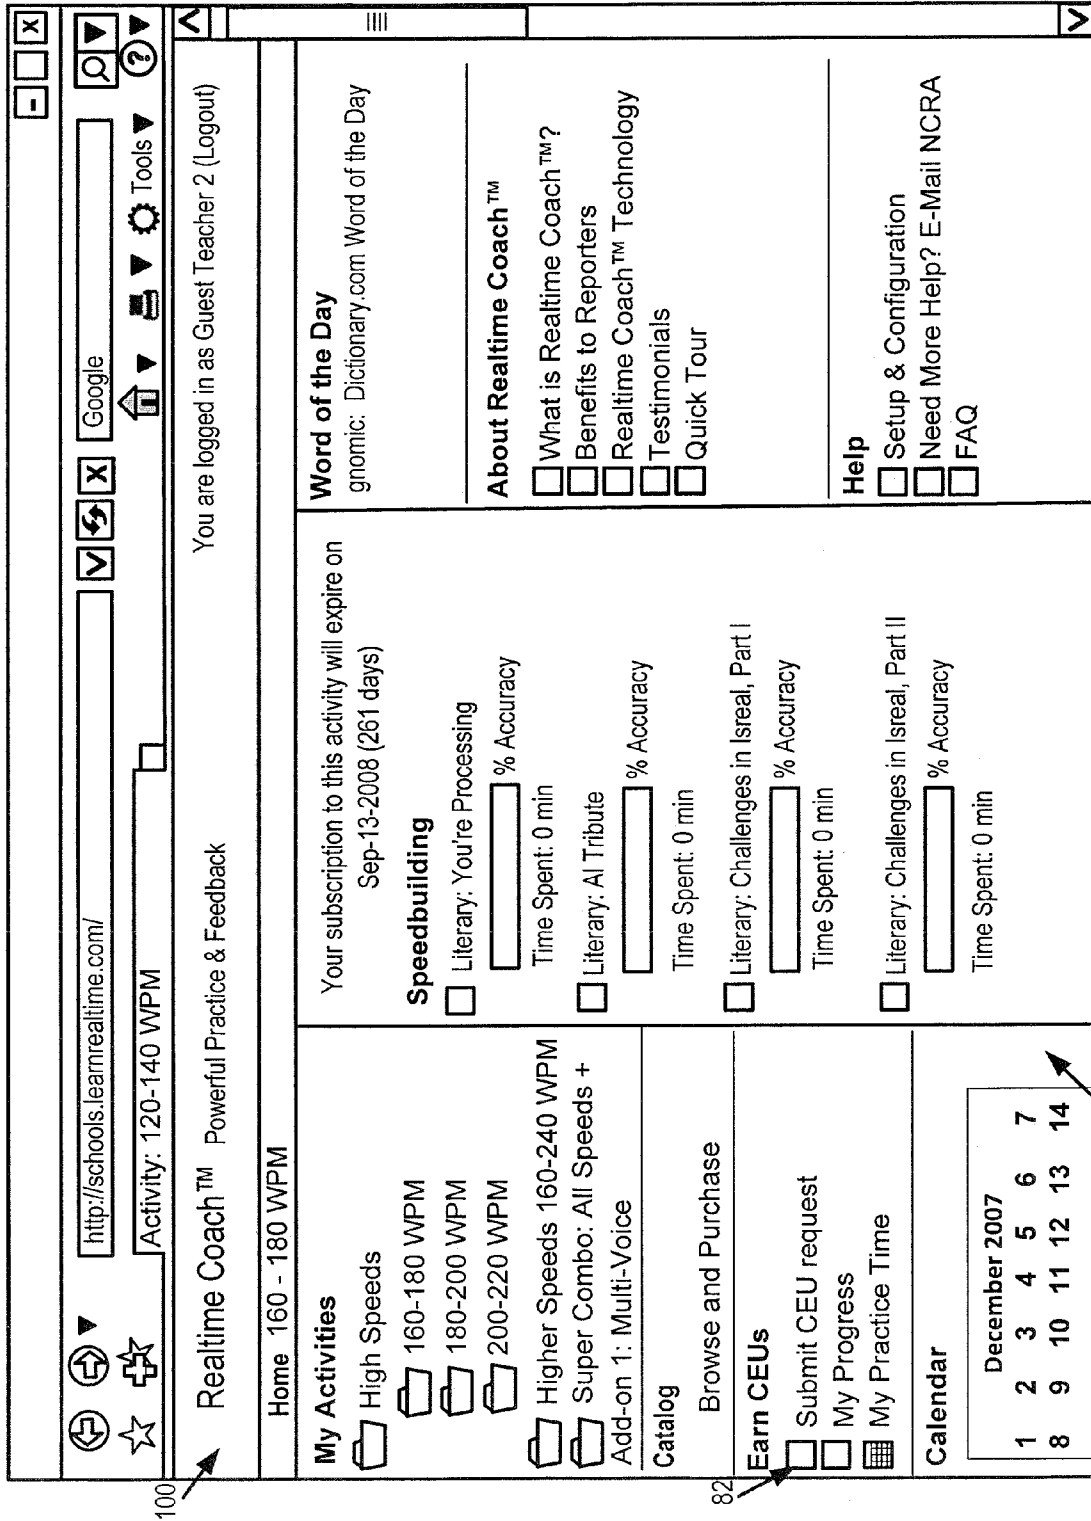 http://schools.learnrealtime.com/
Google
Activity: 120-140 WPM
Tools
100
Realtime Coach™ Powerful Practice & Feedback
You are logged in as Guest Teacher 2 (Logout)
Home 160 - 180 WPM
My Activities
High Speeds
160-180 WPM
180-200 WPM
200-220 WPM
Higher Speeds 160-240 WPM
Super Combo: All Speeds +
Add-on 1: Multi-Voice
Catalog
Browse and Purchase
82
Earn CEUs
Submit CEU request
My Progress
My Practice Time
Calendar
December 2007
1 2 3 4 5 6 7
8 9 10 11 12 13 14
Your subscription to this activity will expire on
Sep-13-2008 (261 days)
Speedbuilding
Literary: You're Processing
% Accuracy
Time Spent: 0 min
Literary: AI Tribute
% Accuracy
Time Spent: 0 min
Literary: Challenges in Isreal, Part I
% Accuracy
Time Spent: 0 min
Literary: Challenges in Isreal, Part II
% Accuracy
Time Spent: 0 min
Word of the Day
gnomic: Dictionary.com Word of the Day
About Realtime Coach™
What is Realtime Coach™?
Benefits to Reporters
Realtime Coach™ Technology
Testimonials
Quick Tour
Help
Setup & Configuration
Need More Help? E-Mail NCRA
FAQ